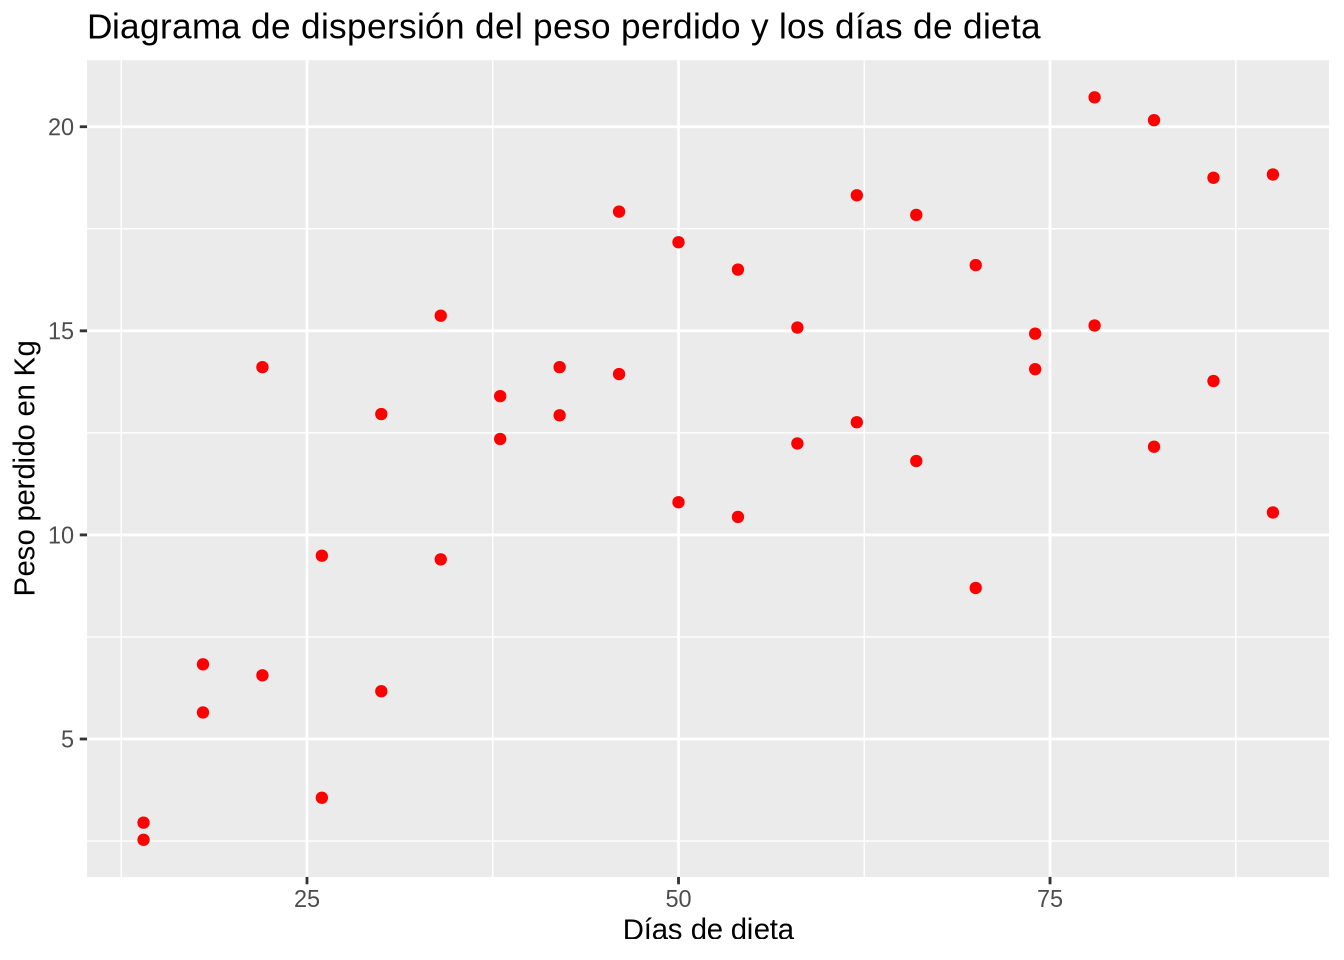 Diagrama de dispersión del peso perdido y los días de dieta
Peso perdido en Kg
20
15
10
5
25
50
75
Días de dieta